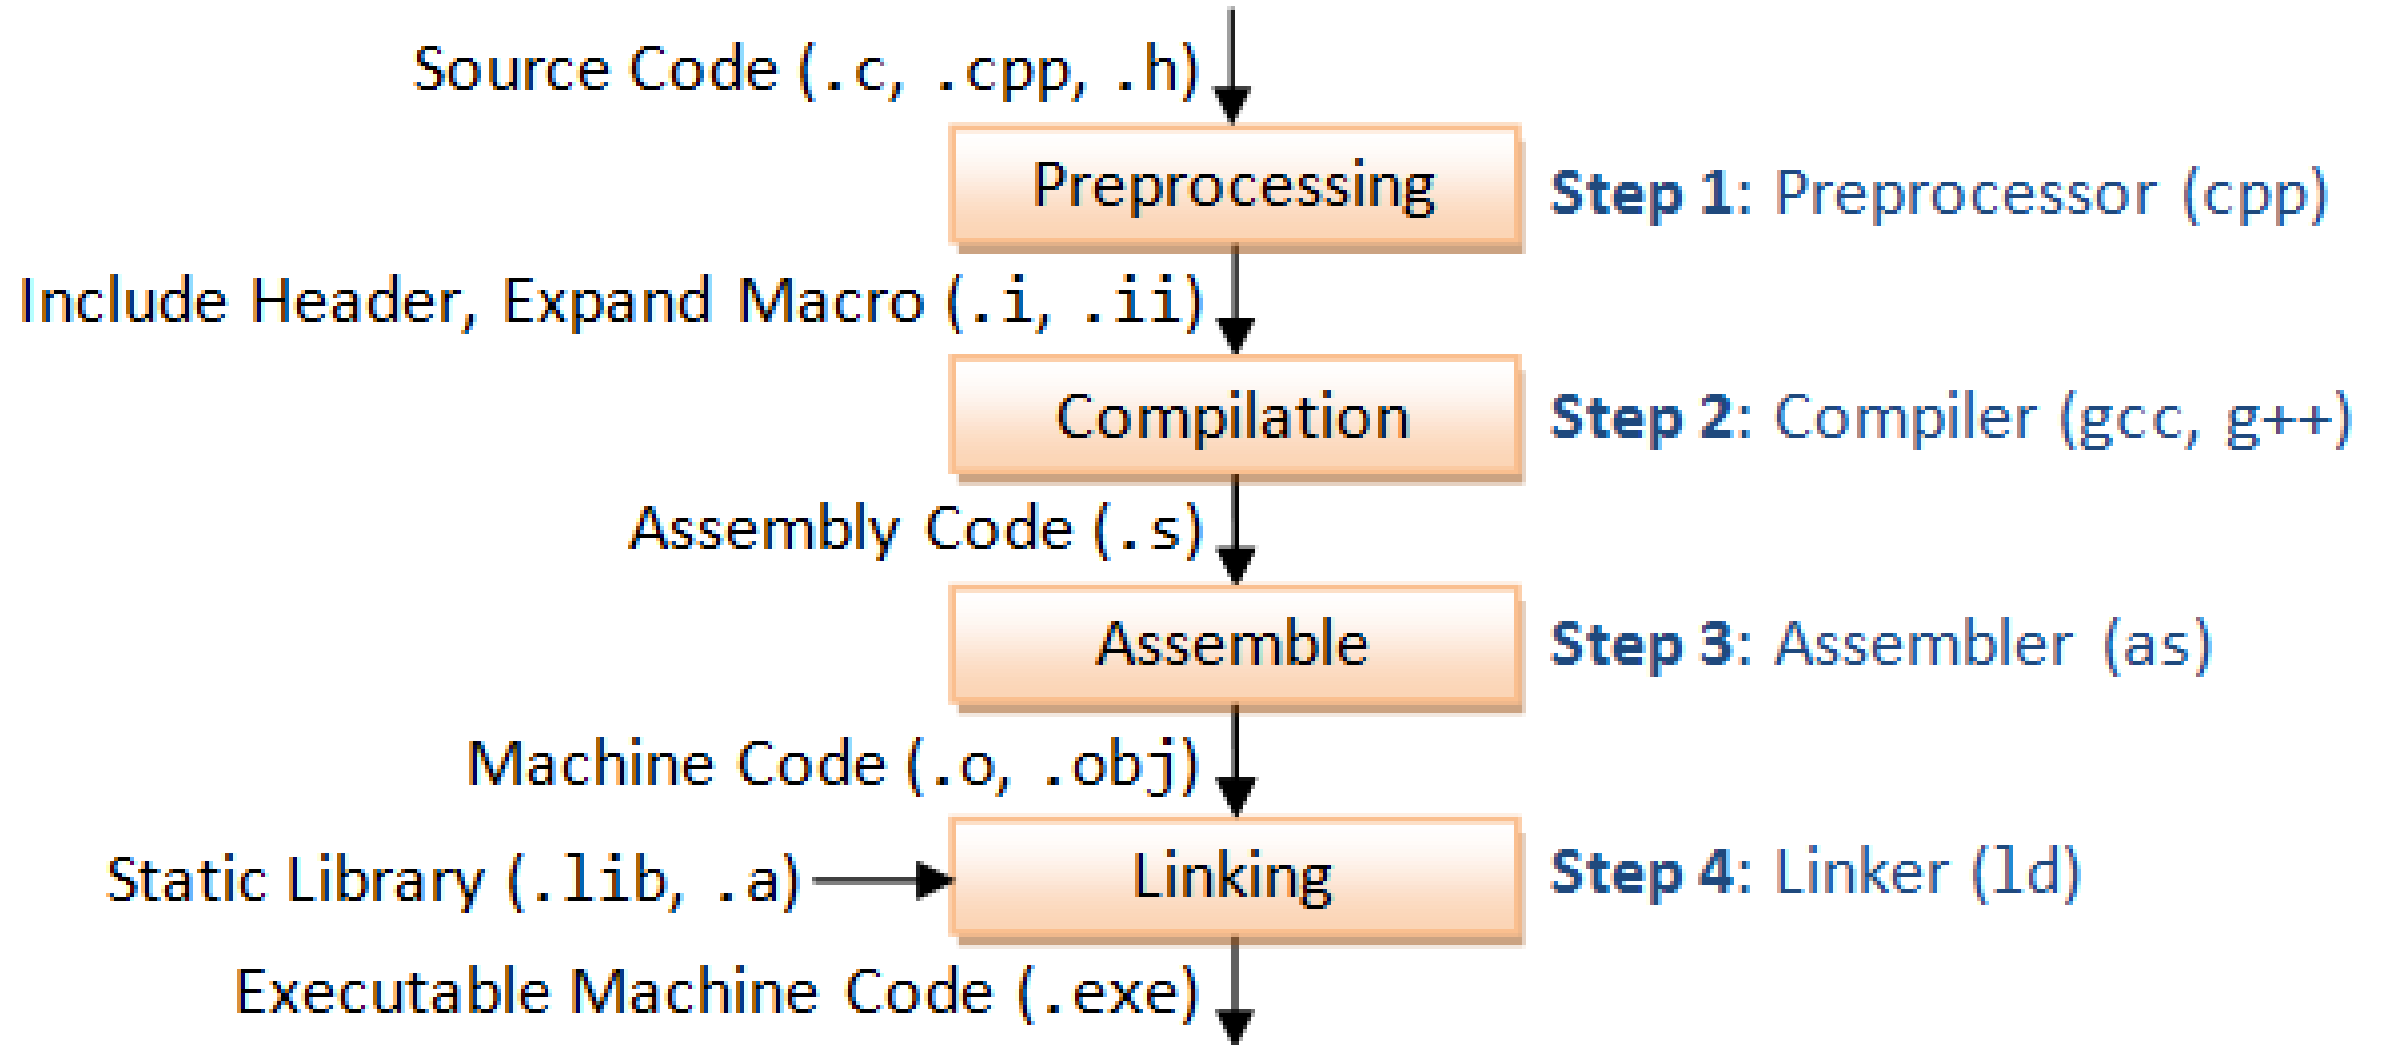 Source Code (.c, .cpp, .h)
Preprocessing
Step 1: Preprocessor (cpp)
Include Header, Expand Macro (.i, .ii)
Compilation
Step 2: Compiler (gcc, g++)
Assembly Code (.s)
Assemble
Step 3: Assembler (as)
Machine Code (.o, .obj)
Static Library (.lib, .a)
Linking
Step 4: Linker (ld)
Executable Machine Code (.exe)